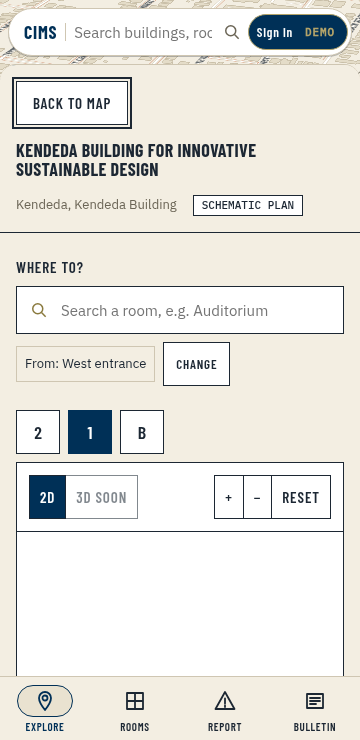 CIMS
Search buildings, roo
Sign In DEMO
BACK TO MAP
KENDEDA BUILDING FOR INNOVATIVE
SUSTAINABLE DESIGN
Kendeda, Kendeda Building
SCHEMATIC PLAN
WHERE TO?
Search a room, e.g. Auditorium
From: West entrance
CHANGE
2
1
B
2D
3D SOON
+
−
RESET
EXPLORE
ROOMS
REPORT
BULLETIN